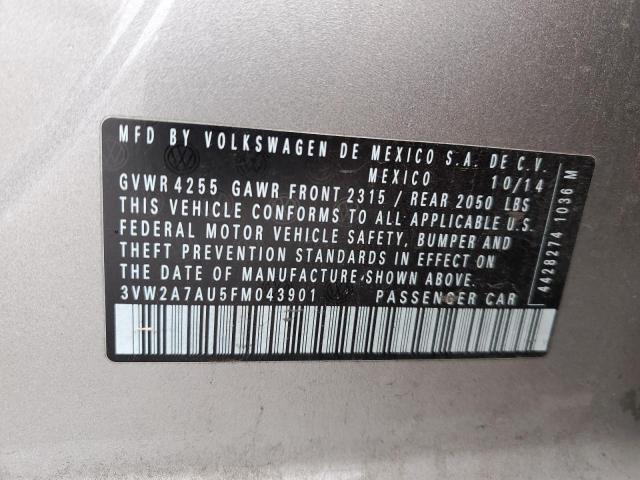 MFD BY VOLKSWAGEN DE MEXICO S.A. DE C.V.
MEXICO 10/14
GVWR 4255 GAWR FRONT 2315 / REAR 2050 LBS
THIS VEHICLE CONFORMS TO ALL APPLICABLE U.S.
FEDERAL MOTOR VEHICLE SAFETY, BUMPER AND
THEFT PREVENTION STANDARDS IN EFFECT ON
THE DATE OF MANUFACTURE SHOWN ABOVE.
3VW2A7AU5FM043901 PASSENGER CAR
4428274 1036 M